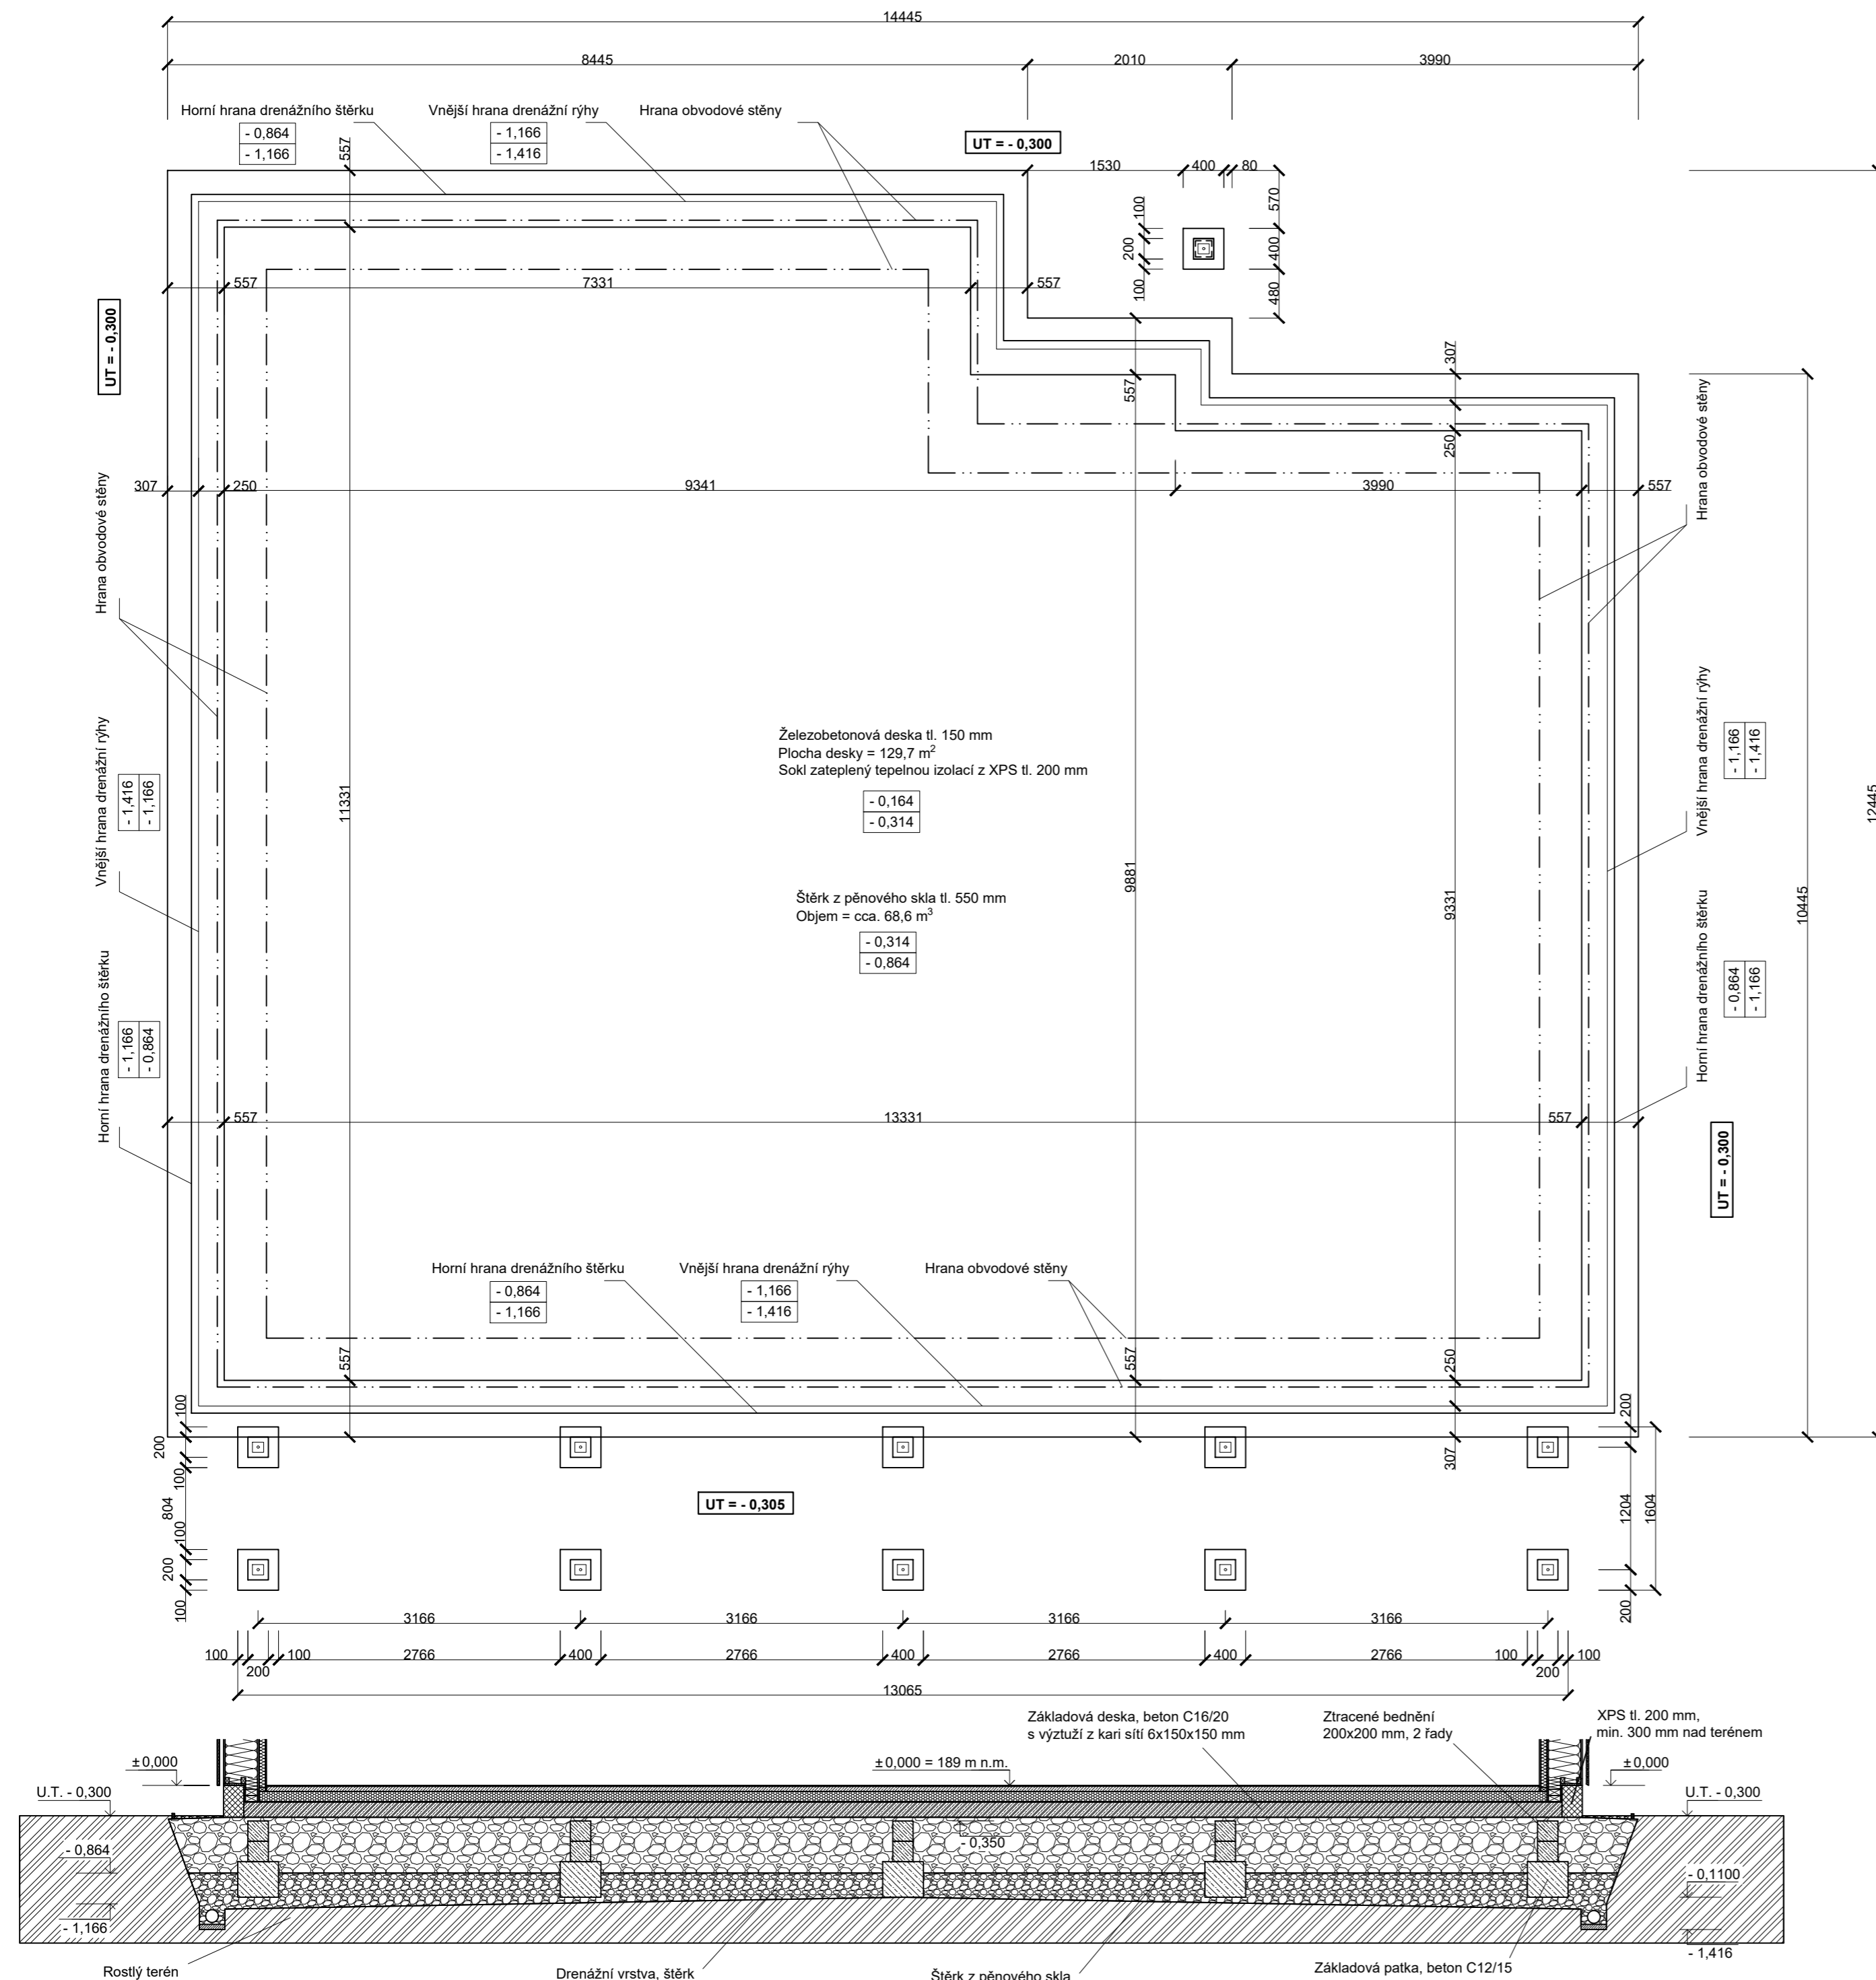 14445
8445
2010
3990
Horní hrana drenážního štěrku
- 0,864
- 1,166
557
Vnější hrana drenážní rýhy
- 1,166
- 1,416
Hrana obvodové stěny
UT = - 0,300
1530
400
80
570
400
480
100
200
100
UT = - 0,300
557
7331
557
307
557
250
Hrana obvodové stěny
307
250
9341
3990
557
Hrana obvodové stěny
Železobetonová deska tl. 150 mm
Plocha desky = 129,7 m²
Sokl zateplený tepelnou izolací z XPS tl. 200 mm
- 0,164
- 0,314
Vnější hrana drenážní rýhy
- 1,416
- 1,166
11331
9881
9331
Štěrk z pěnového skla tl. 550 mm
Objem = cca. 68,6 m³
- 0,314
- 0,864
Vnější hrana drenážní rýhy
- 1,166
- 1,416
12445
10445
Horní hrana drenážního štěrku
- 1,166
- 0,864
Horní hrana drenážního štěrku
- 0,864
- 1,166
557
13331
557
UT = - 0,300
Horní hrana drenážního štěrku
- 0,864
- 1,166
Vnější hrana drenážní rýhy
- 1,166
- 1,416
Hrana obvodové stěny
557
557
250
307
100
200
100
804
100
200
100
200
1204
1604
200
UT = - 0,305
3166
3166
3166
3166
100
200
100
2766
400
2766
400
2766
400
2766
100
200
100
13065
Základová deska, beton C16/20
s výztuží z kari sítí 6x150x150 mm
Ztracené bednění
200x200 mm, 2 řady
XPS tl. 200 mm,
min. 300 mm nad terénem
±0,000
±0,000 = 189 m n.m.
±0,000
U.T. - 0,300
U.T. - 0,300
- 0,350
- 0,864
- 0,1100
- 1,166
- 1,416
Rostlý terén
Drenážní vrstva, štěrk
Štěrk z pěnového skla
Základová patka, beton C12/15